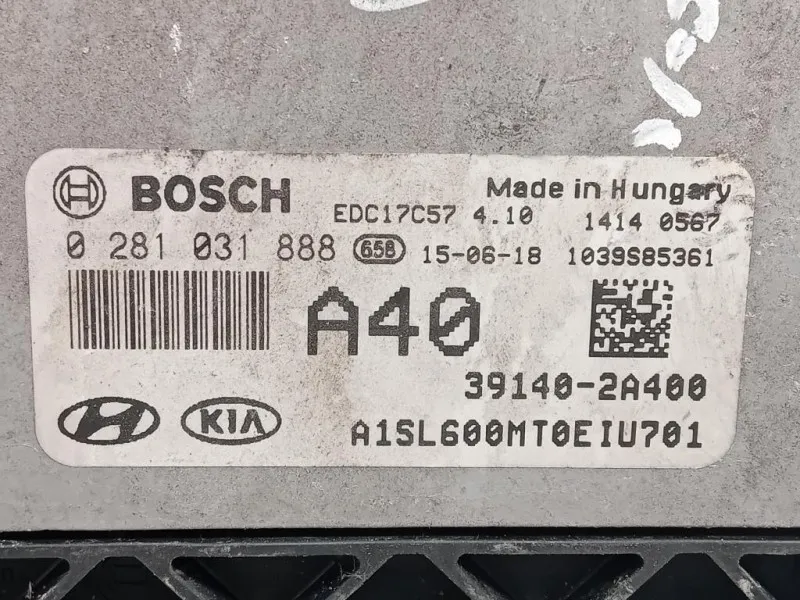 BOSCH
Made in Hungary
EDC17C57 4.10
1414 0567
0 281 031 888 658 15-06-18 1039S85361
A40
39140-2A400
KIA
A1SL600MT0EIU701